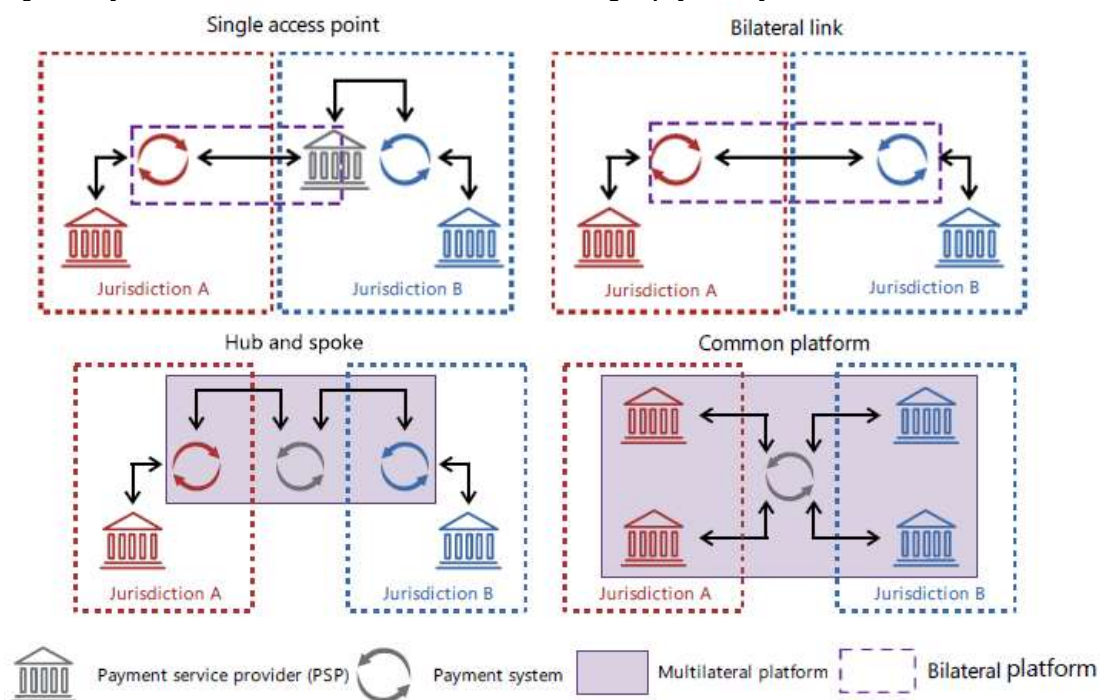 Single access point
Bilateral link
Jurisdiction A
Jurisdiction B
Jurisdiction A
Jurisdiction B
Hub and spoke
Common platform
Jurisdiction A
Jurisdiction B
Jurisdiction A
Jurisdiction B
Payment service provider (PSP)
Payment system
Multilateral platform
Bilateral platform